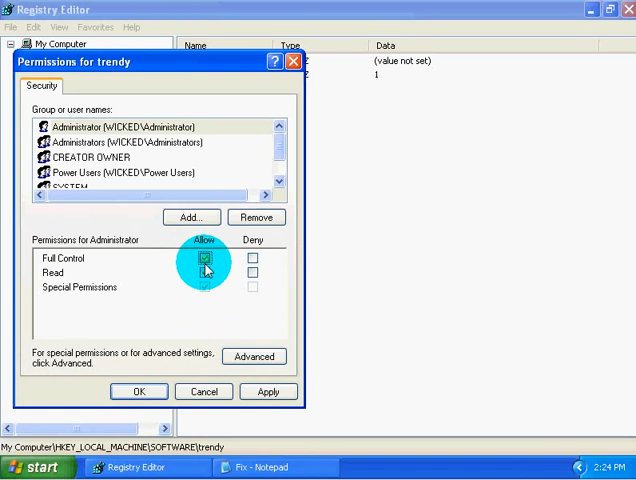 Registry Editor
File Edit View Favorites Help
My Computer
Name Type Data
Permissions for trendy
Z (value not set)
Z 1
Security
Group or user names:
Administrator (WICKED\Administrator)
Administrators (WICKED\Administrators)
CREATOR OWNER
Power Users (WICKED\Power Users)
SYSTEM
Add... Remove
Permissions for Administrator Allow Deny
Full Control
Read
Special Permissions
For special permissions or for advanced settings,
click Advanced.
Advanced
OK Cancel Apply
My Computer\HKEY_LOCAL_MACHINE\SOFTWARE\trendy
start Registry Editor Fix - Notepad 2:24 PM